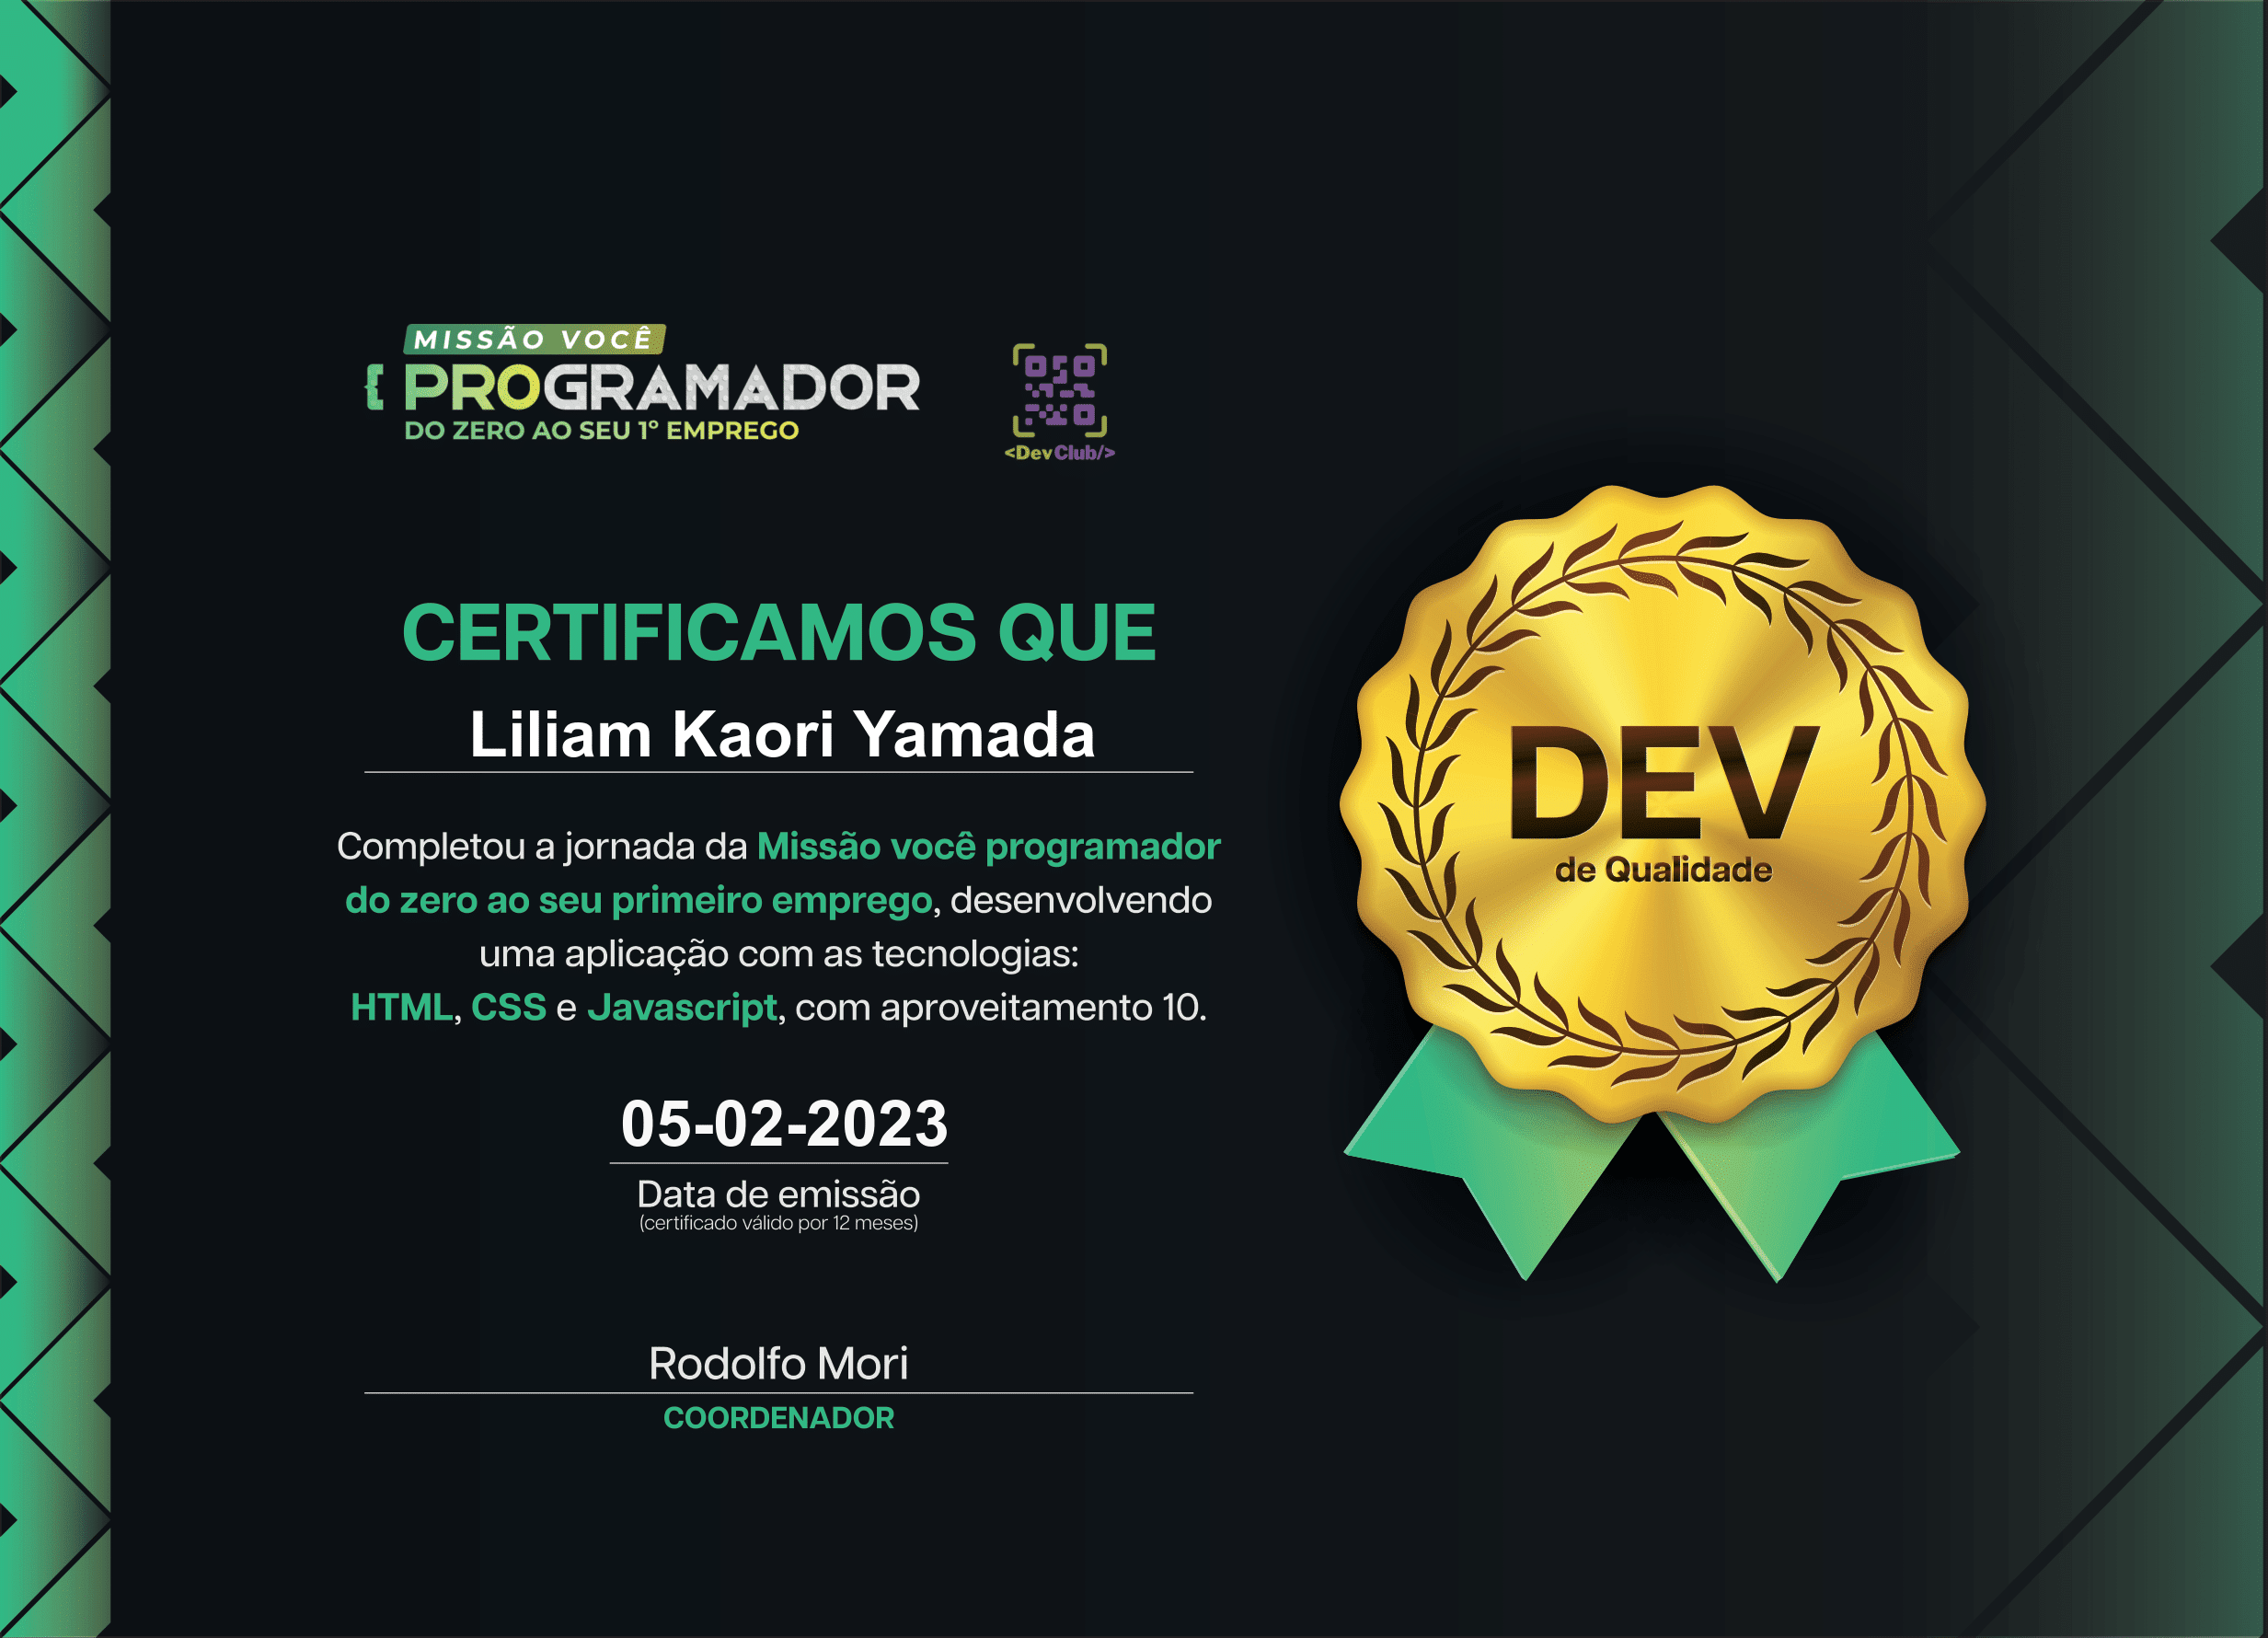 MISSÃO VOCÊ
{ PROGRAMADOR
DO ZERO AO SEU 1º EMPREGO
<DevClub/>
CERTIFICAMOS QUE
Liliam Kaori Yamada
Completou a jornada da Missão você programador
do zero ao seu primeiro emprego, desenvolvendo
uma aplicação com as tecnologias:
HTML, CSS e Javascript, com aproveitamento 10.
05-02-2023
Data de emissão
(certificado válido por 12 meses)
Rodolfo Mori
COORDENADOR
DEV
de Qualidade